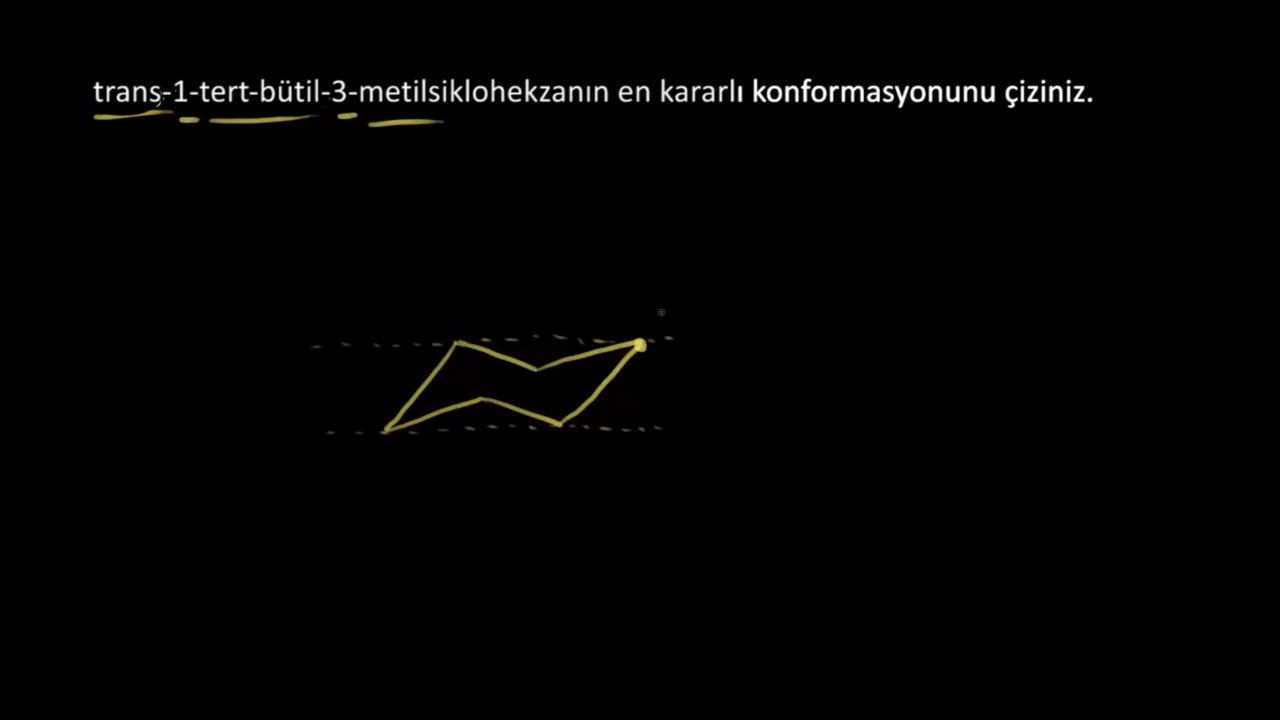 trans-1-tert-bütil-3-metilsiklohekzanın en kararlı konformasyonunu çiziniz.